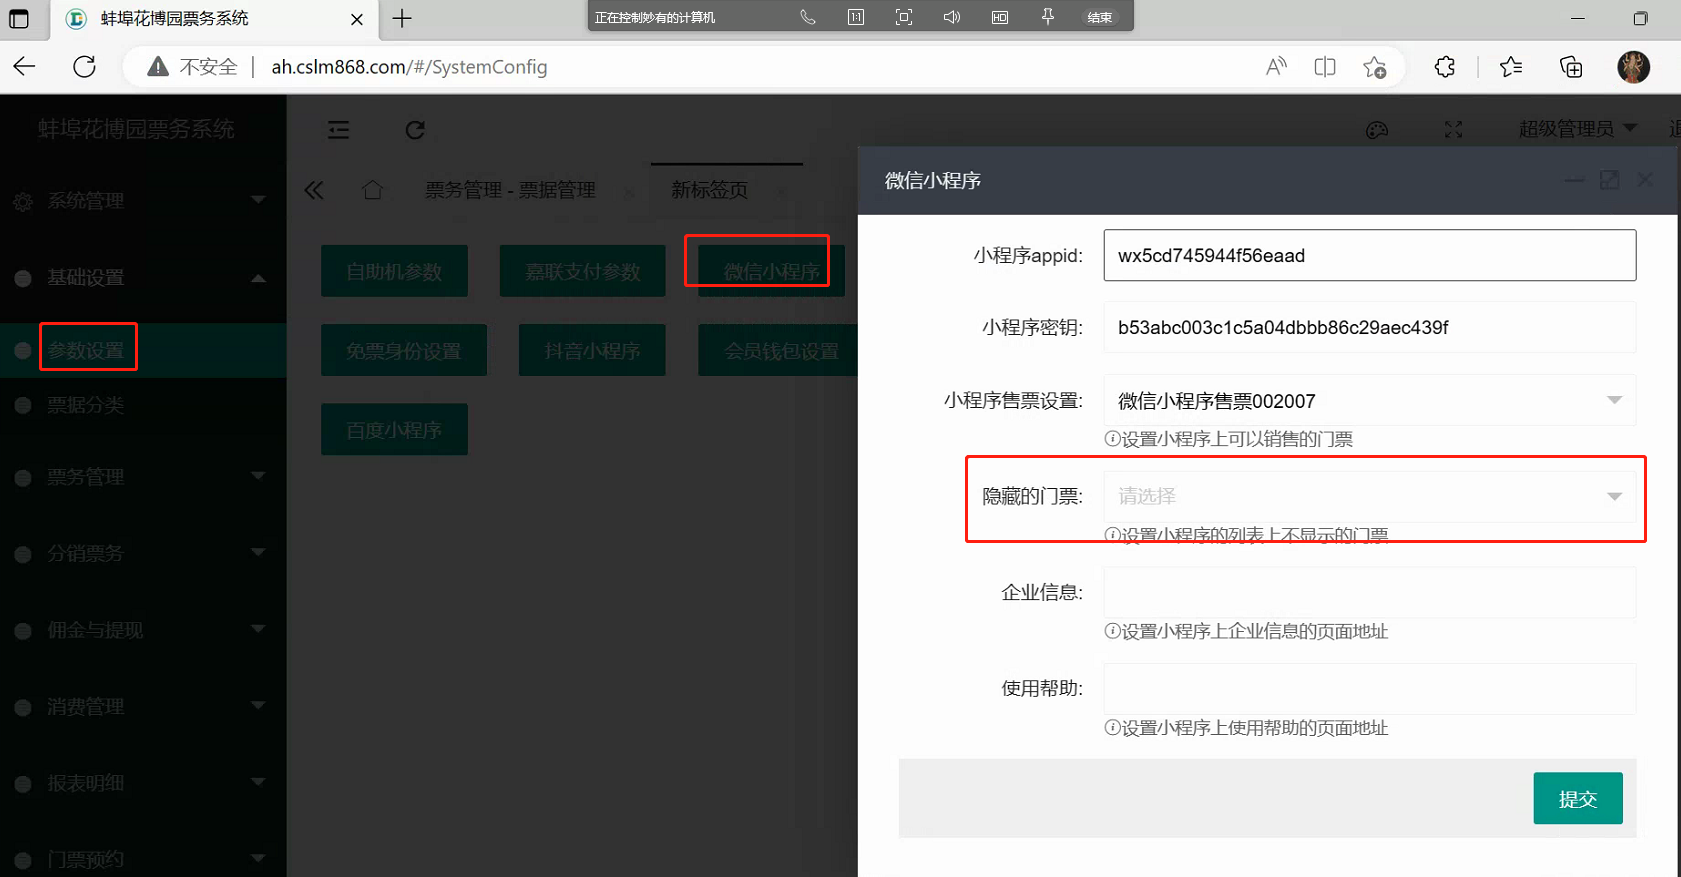 蚌埠花博园票务系统
正在控制妙有的计算机
1:1
HD
结束
不安全
ah.cslm868.com/#/SystemConfig
蚌埠花博园票务系统
超级管理员
票务管理 - 票据管理
新标签页
系统管理
基础设置
参数设置
票据分类
票务管理
分销票务
佣金与提现
消费管理
报表明细
门票预约
自助机参数
嘉联支付参数
微信小程序
免票身份设置
抖音小程序
会员钱包设置
百度小程序
微信小程序
小程序appid: wx5cd745944f56eaad
小程序密钥: b53abc003c1c5a04dbbb86c29aec439f
小程序售票设置: 微信小程序售票002007
设置小程序上可以销售的门票
隐藏的门票: 请选择
设置小程序的列表上不显示的门票
企业信息:
设置小程序上企业信息的页面地址
使用帮助:
设置小程序上使用帮助的页面地址
提交